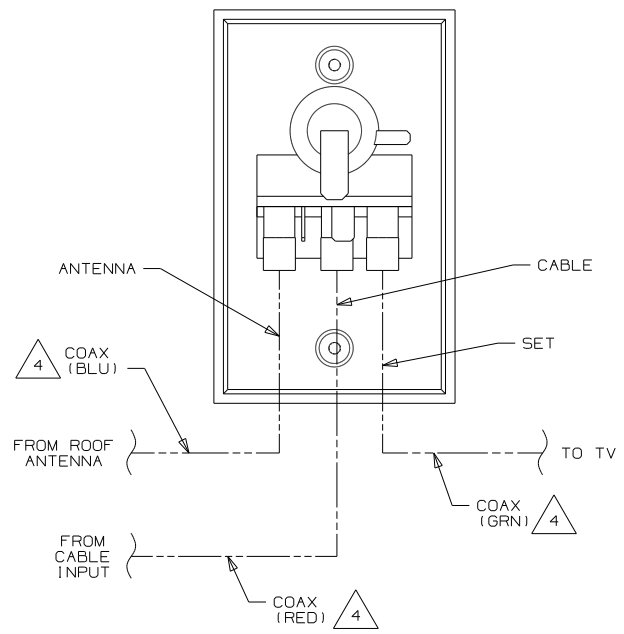 ANTENNA
CABLE
SET
4
COAX
(BLU)
FROM ROOF
ANTENNA
TO TV
COAX
(GRN)
4
FROM
CABLE
INPUT
COAX
(RED)
4